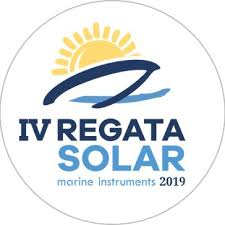 IV REGATA
SOLAR
marine instruments 2019